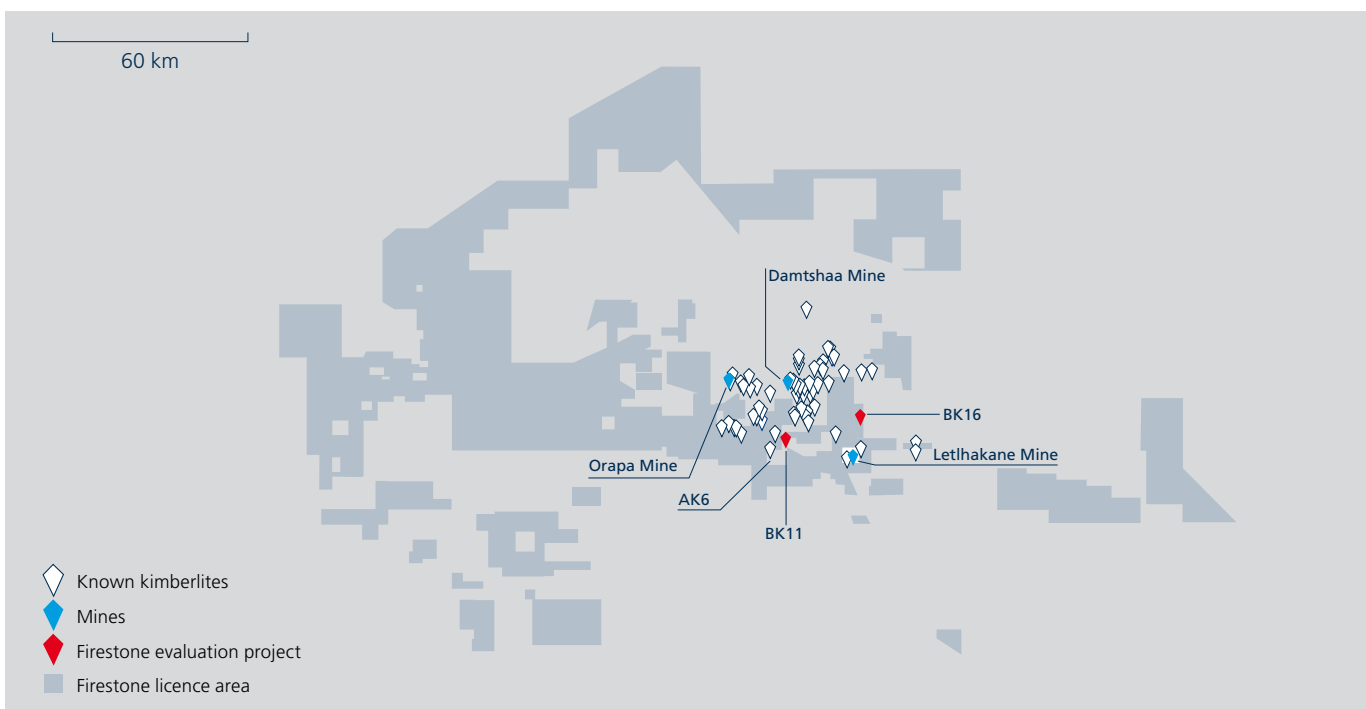 60 km
Damtshaa Mine
BK16
Letlhakane Mine
Orapa Mine
AK6
BK11
Known kimberlites
Mines
Firestone evaluation project
Firestone licence area